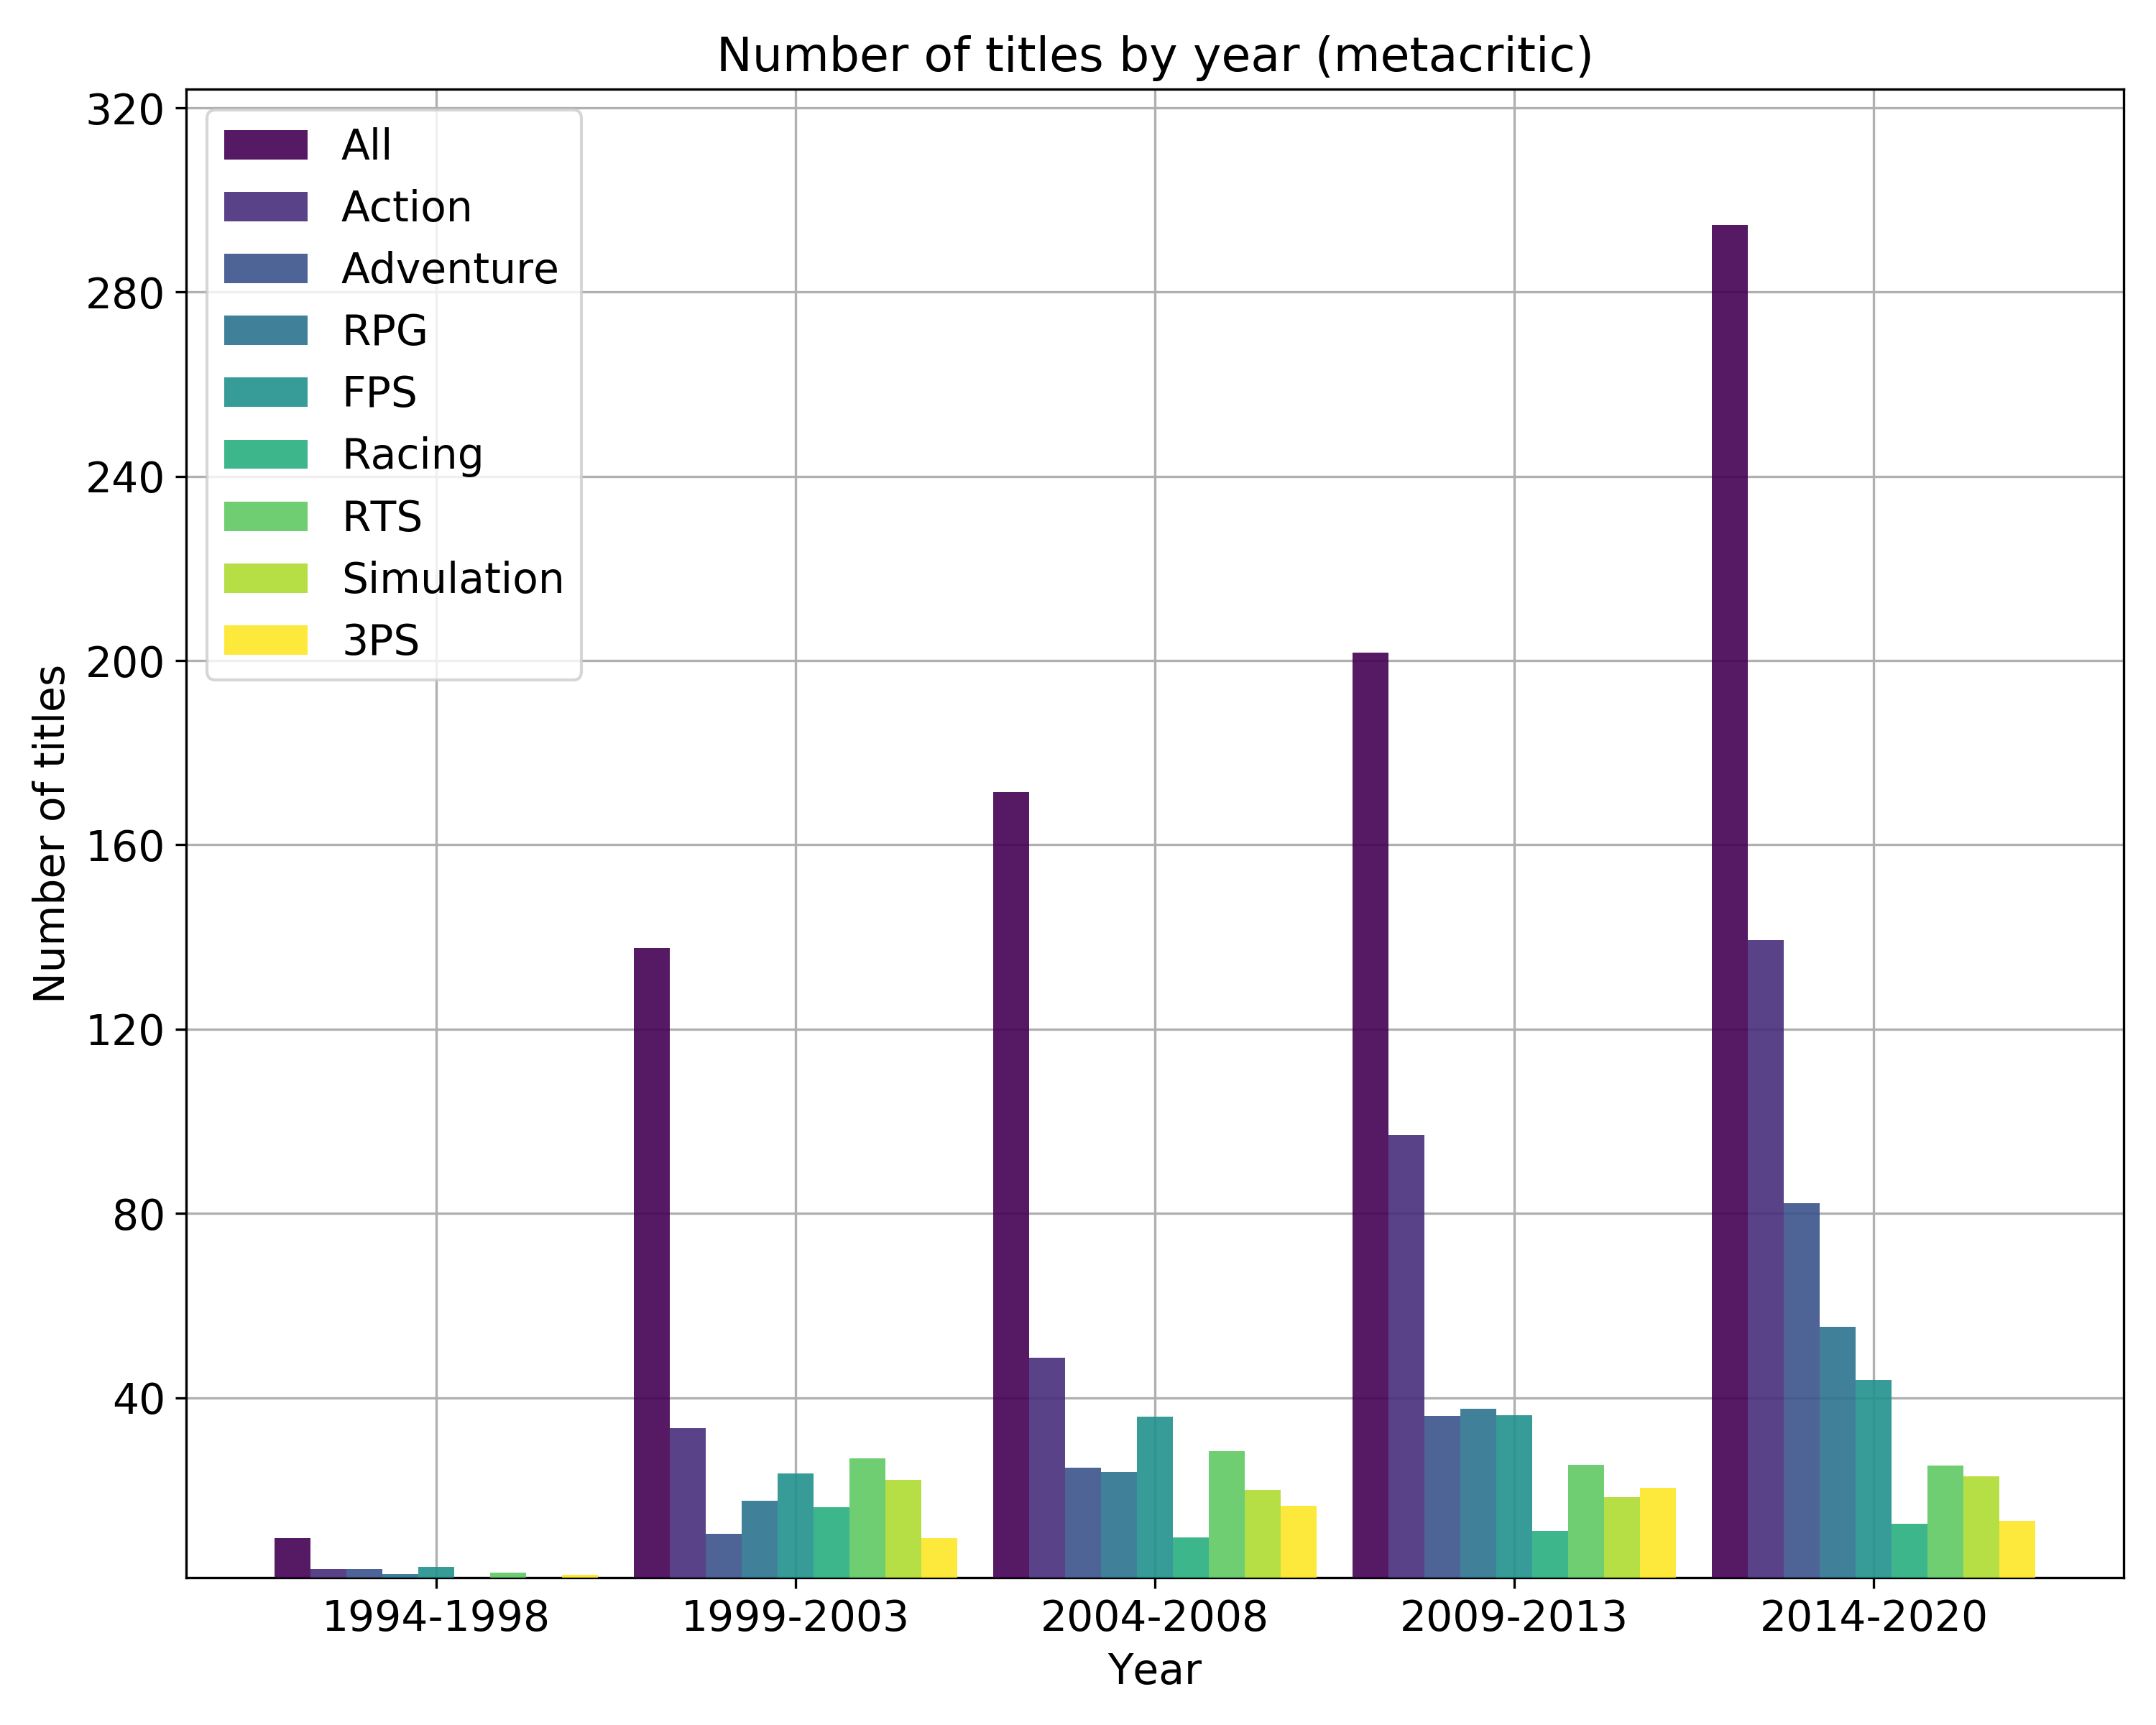 Number of titles by year (metacritic)
320
280
240
200
160
120
80
40
Number of titles
All
Action
Adventure
RPG
FPS
Racing
RTS
Simulation
3PS
1994-1998
1999-2003
2004-2008
2009-2013
2014-2020
Year